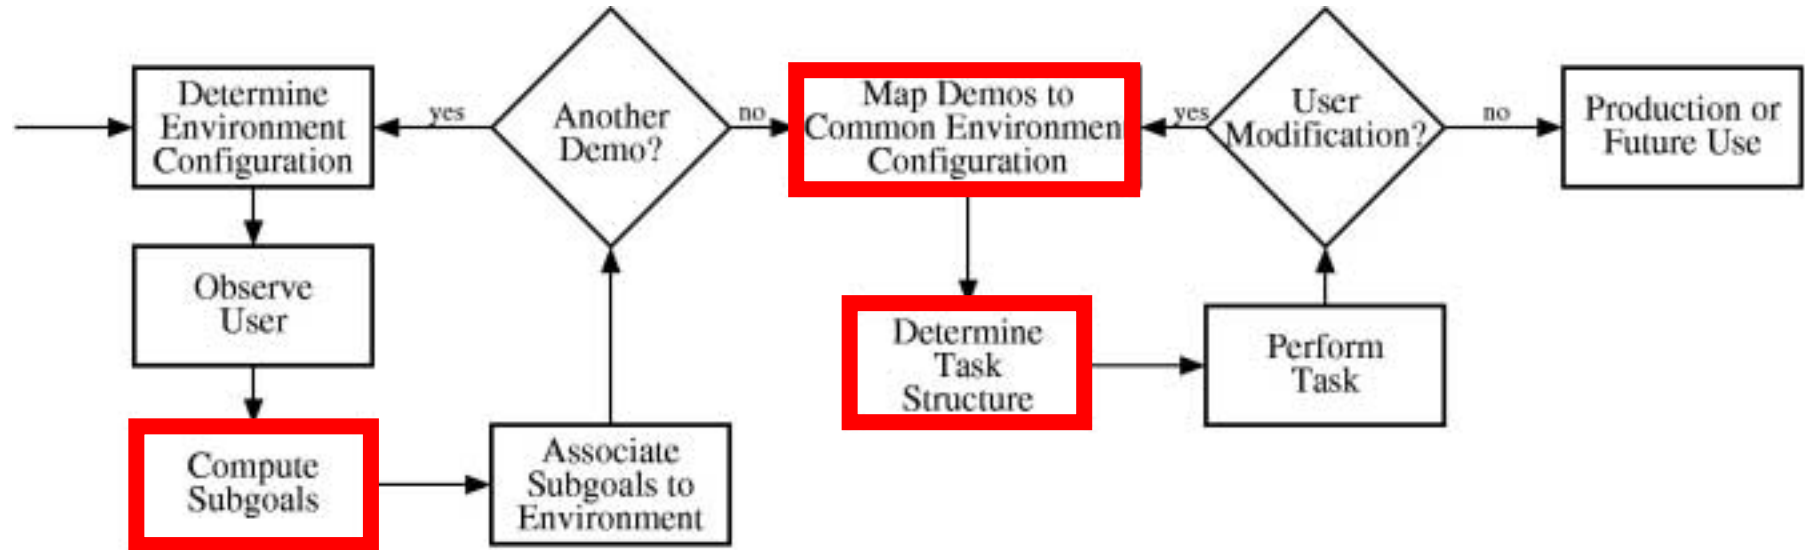 Determine
Environment
Configuration
yes
Another
Demo?
no
Map Demos to
Common Environmen
Configuration
yes
User
Modification?
no
Production or
Future Use
Observe
User
Determine
Task
Structure
Perform
Task
Compute
Subgoals
Associate
Subgoals to
Environment